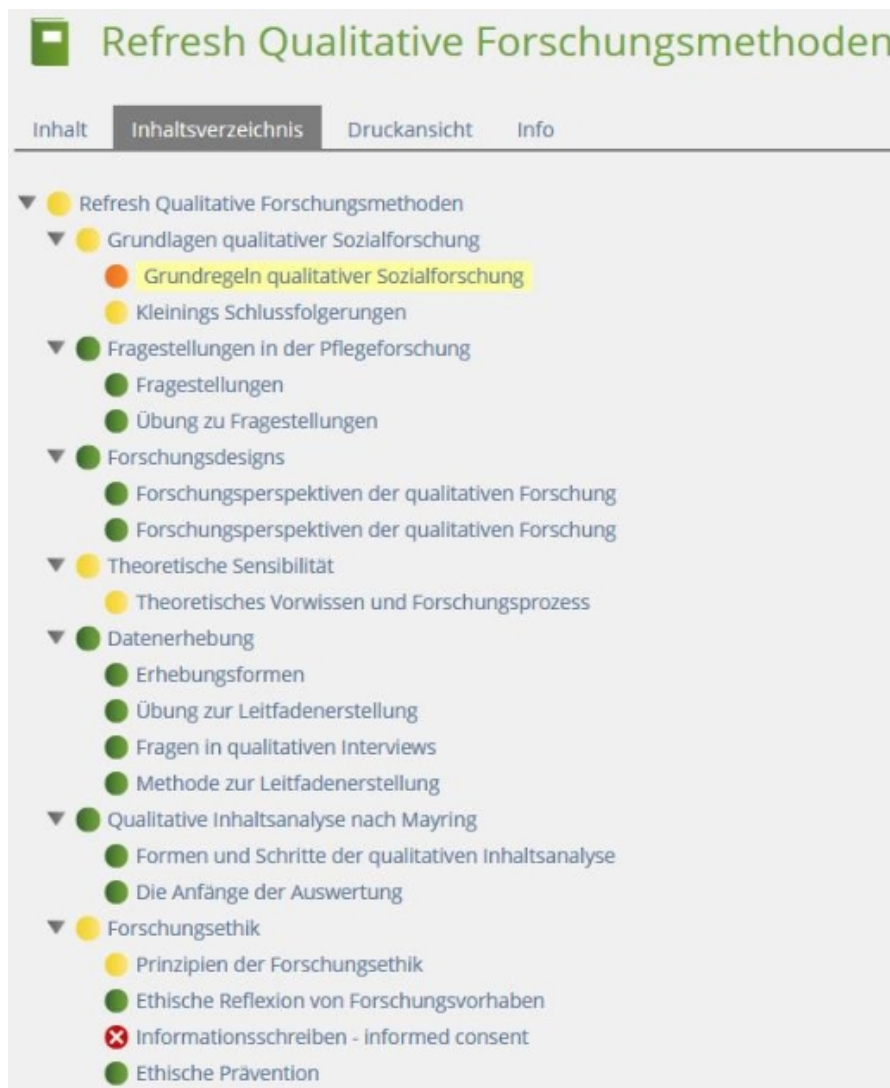 Refresh Qualitative Forschungsmethoden
Inhalt Inhaltsverzeichnis Druckansicht Info
Refresh Qualitative Forschungsmethoden
Grundlagen qualitativer Sozialforschung
Grundregeln qualitativer Sozialforschung
Kleinings Schlussfolgerungen
Fragestellungen in der Pflegeforschung
Fragestellungen
Übung zu Fragestellungen
Forschungsdesigns
Forschungsperspektiven der qualitativen Forschung
Forschungsperspektiven der qualitativen Forschung
Theoretische Sensibilität
Theoretisches Vorwissen und Forschungsprozess
Datenerhebung
Erhebungsformen
Übung zur Leitfadenerstellung
Fragen in qualitativen Interviews
Methode zur Leitfadenerstellung
Qualitative Inhaltsanalyse nach Mayring
Formen und Schritte der qualitativen Inhaltsanalyse
Die Anfänge der Auswertung
Forschungsethik
Prinzipien der Forschungsethik
Ethische Reflexion von Forschungsvorhaben
Informationsschreiben - informed consent
Ethische Prävention